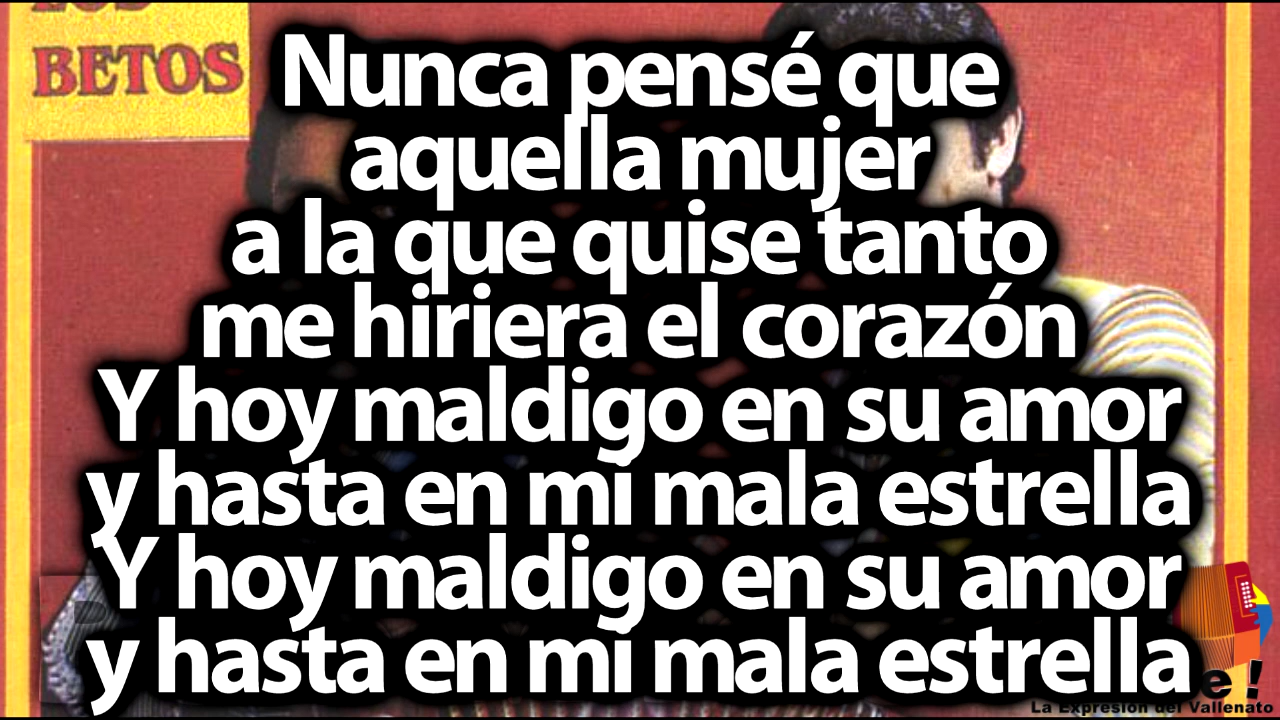 BETOS
Nunca pensé que
aquella mujer
a la que quise tanto
me hiriera el corazón
Y hoy maldigo en su amor
y hasta en mi mala estrella
Y hoy maldigo en su amor
y hasta en mi mala estrella
La Expresión del Vallenato